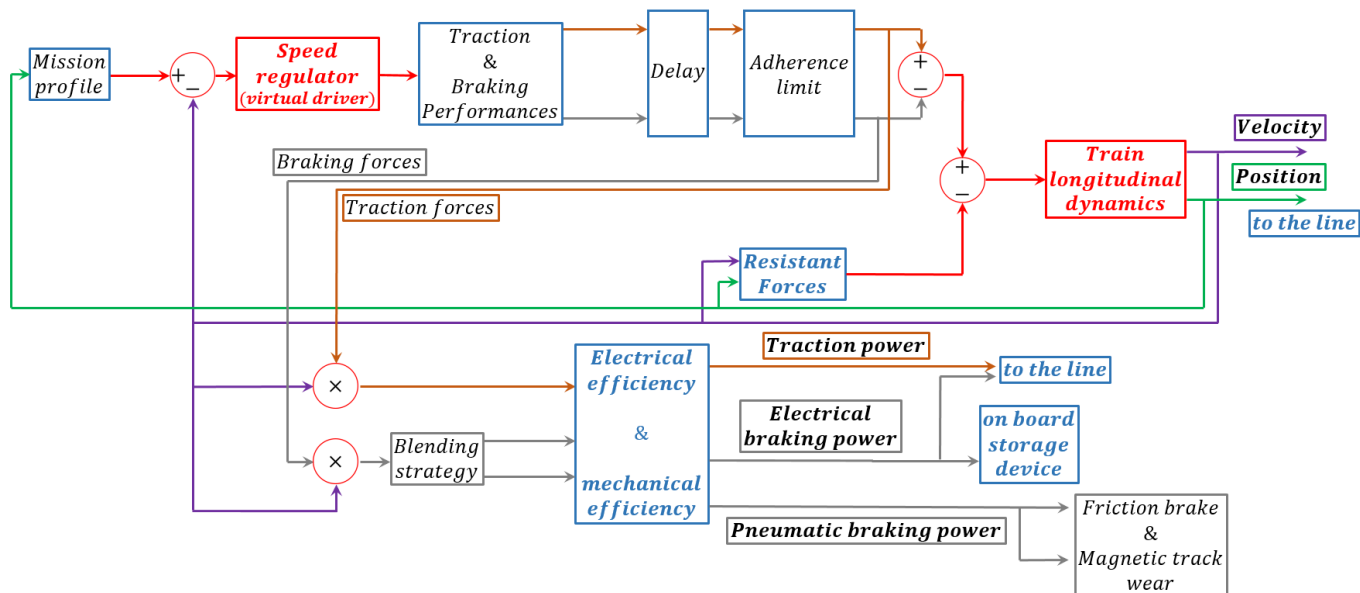 Mission
profile
+
−
Speed
regulator
(virtual driver)
Traction
&
Braking
Performances
Delay
Adherence
limit
+
−
Braking forces
Traction forces
+
−
Train
longitudinal
dynamics
Velocity
Position
to the line
Resistant
Forces
×
×
Blending
strategy
Electrical
efficiency
&
mechanical
efficiency
Traction power
to the line
Electrical
braking power
on board
storage
device
Pneumatic braking power
Friction brake
&
Magnetic track
wear